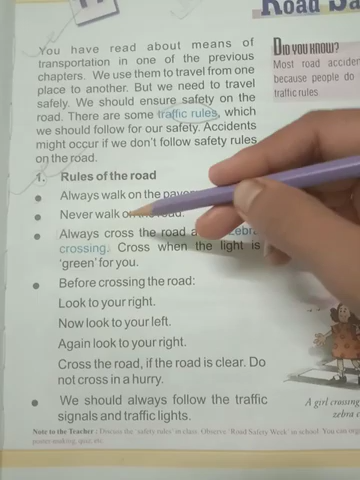 Road Sa
You have read about means of
transportation in one of the previous
chapters. We use them to travel from one
place to another. But we need to travel
safely. We should ensure safety on the
road. There are some traffic rules, which
we should follow for our safety. Accidents
might occur if we don't follow safety rules
on the road.
DID YOU KNOW?
Most road acciden
because people do
traffic rules
1. Rules of the road
Always walk on the pave
Never walk on the road.
Always cross the road a zebra
crossing. Cross when the light is
'green' for you.
Before crossing the road:
Look to your right.
Now look to your left.
Again look to your right.
Cross the road, if the road is clear. Do
not cross in a hurry.
We should always follow the traffic
signals and traffic lights.
A girl crossing
zebra c
Note to the Teacher : Discuss the 'safety rules' in class. Observe 'Road Safety Week' in school. You can org
poster-making, quiz etc.